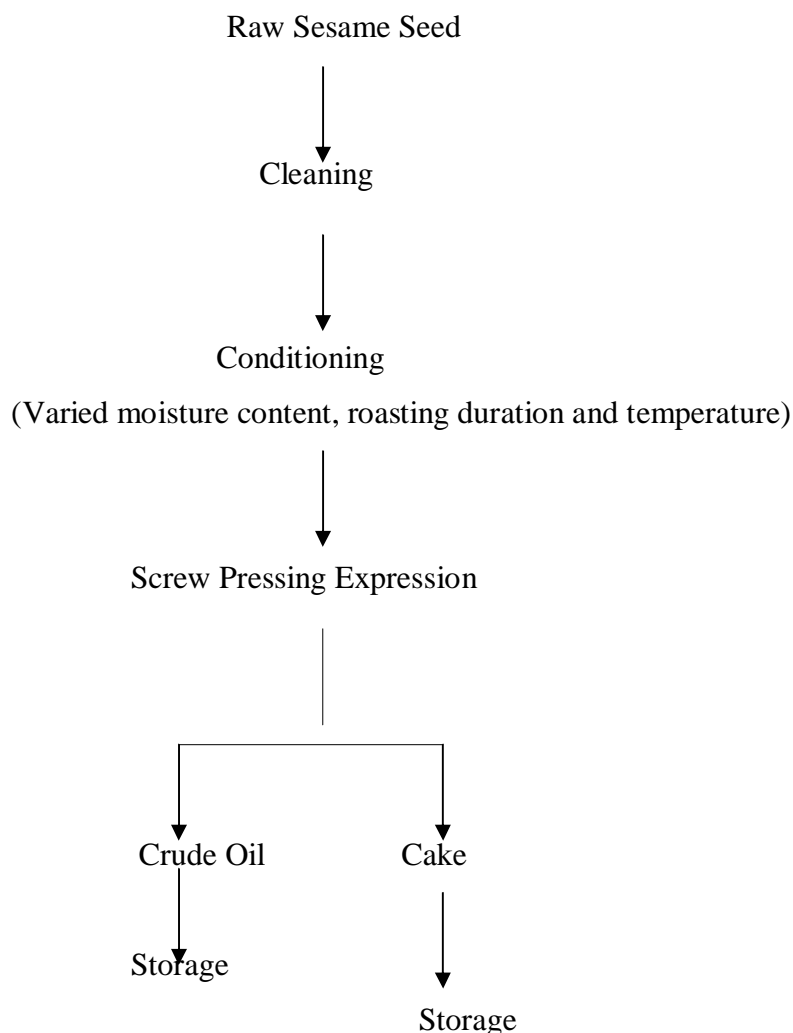 Raw Sesame Seed
Cleaning
Conditioning
(Varied moisture content, roasting duration and temperature)
Screw Pressing Expression
Crude Oil
Cake
Storage
Storage